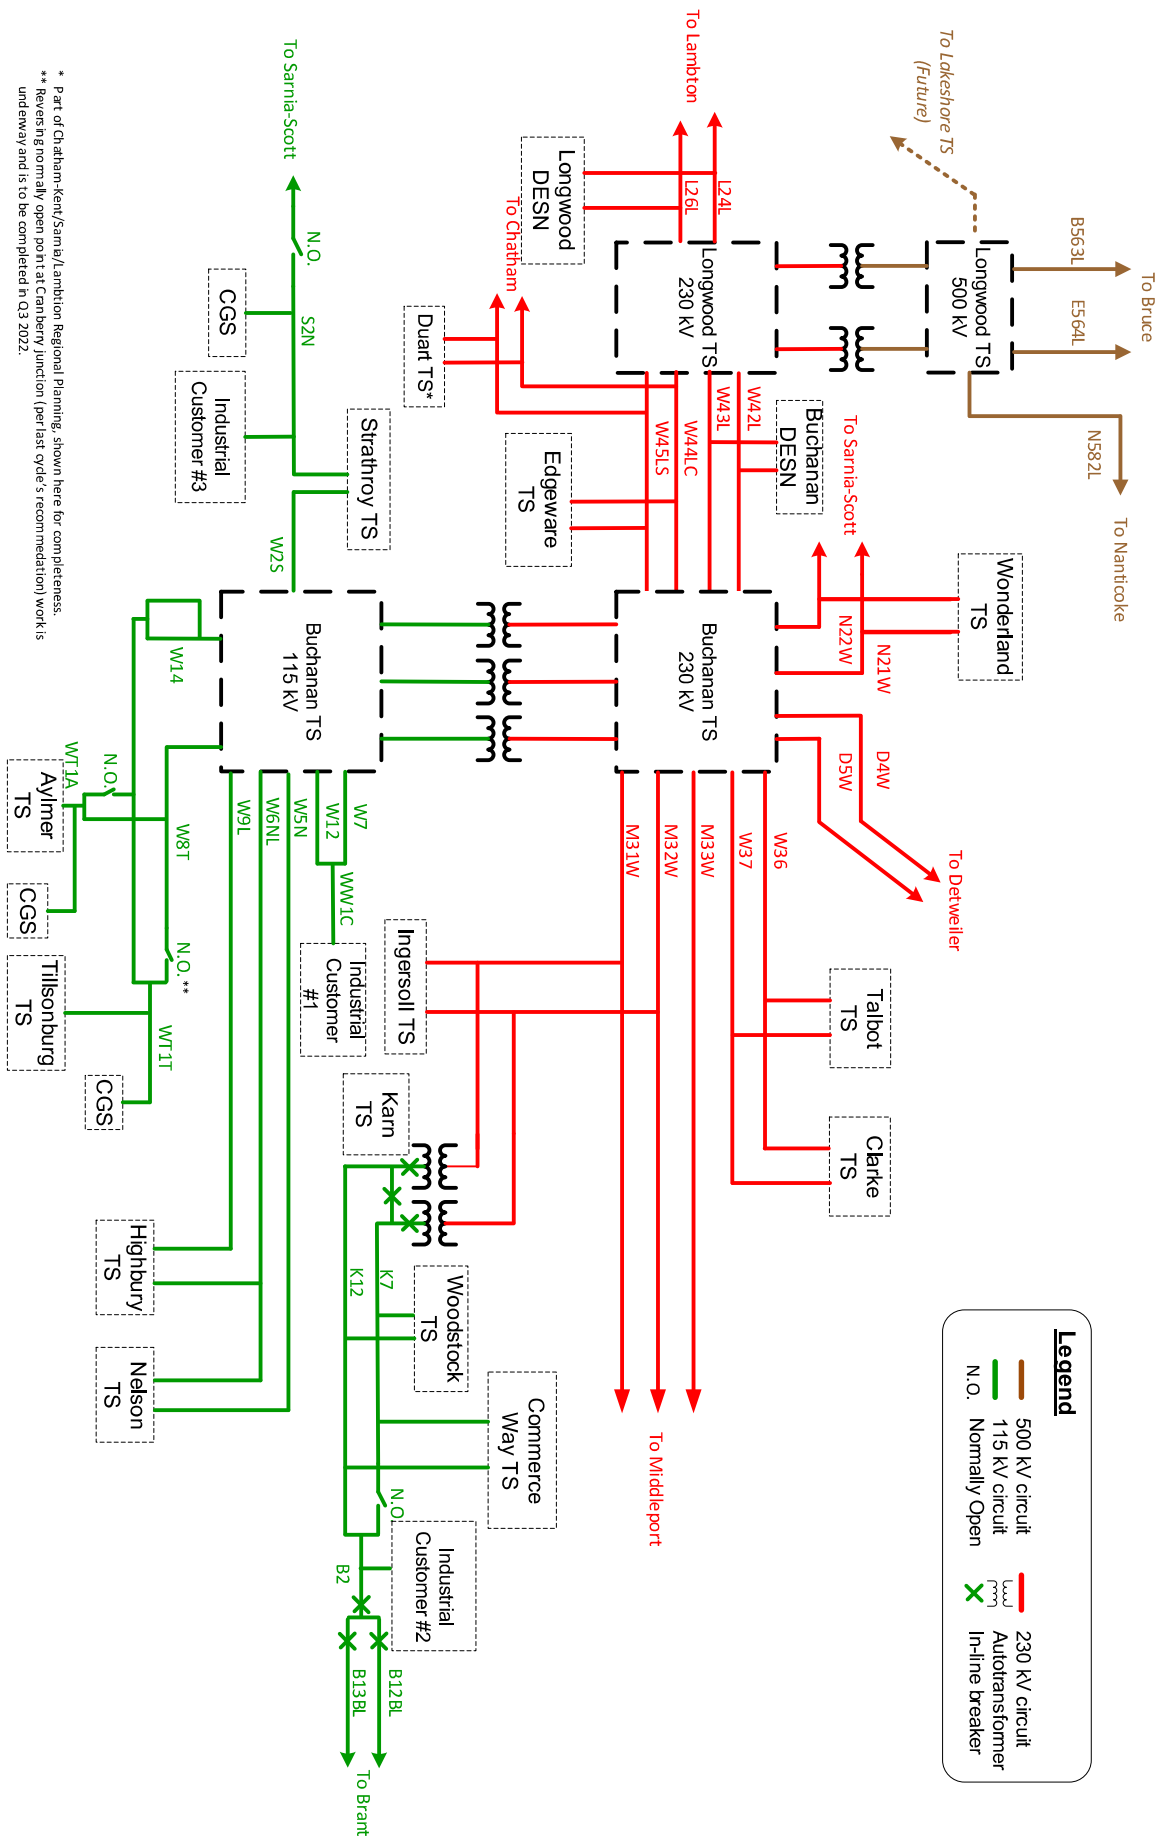 To Bruce
To Nanticoke
B563L
E564L
N582L
To Lakeshore TS
(Future)
Longwood TS
500 kV
Wonderland
TS
Legend
500 kV circuit
115 kV circuit
N.O.
Normally Open
230 kV circuit
Autotransformer
In-line breaker
To Lambton
L24L
L26L
Longwood
DESN
Longwood TS
230 kV
To Chatham
Duart TS*
W42L
W43L
W44LC
W45LS
Buchanan
DESN
Edgeware
TS
To Sarnia-Scott
N21W
N22W
D4W
D5W
To Detweiler
Buchanan TS
230 kV
W36
W37
M33W
M32W
M31W
Talbot
TS
Clarke
TS
To Middleport
Ingersoll TS
Karn
TS
K7
K12
Woodstock
TS
Commerce
Way TS
N.O.
Industrial
Customer #2
B2
B12BL
B13BL
To Brant
To Sarnia-Scott
N.O.
S2N
CGS
Industrial
Customer #3
Strathroy TS
W2S
Buchanan TS
115 kV
W7
W12
WW1C
Industrial
Customer
#1
W5N
W6NL
W9L
Highbury
TS
Nelson
TS
W14
W8T
N.O.
WT1A
Aylmer
TS
CGS
N.O. **
WT1T
Tillsonburg
TS
CGS
* Part of Chatham-Kent/Sarnia/Lambtion Regional Planning, shown here for completeness.
** Reversing normally open point at Cranberry junction (per last cycle's recommedation) work is
underway and is to be completed in Q3 2022.